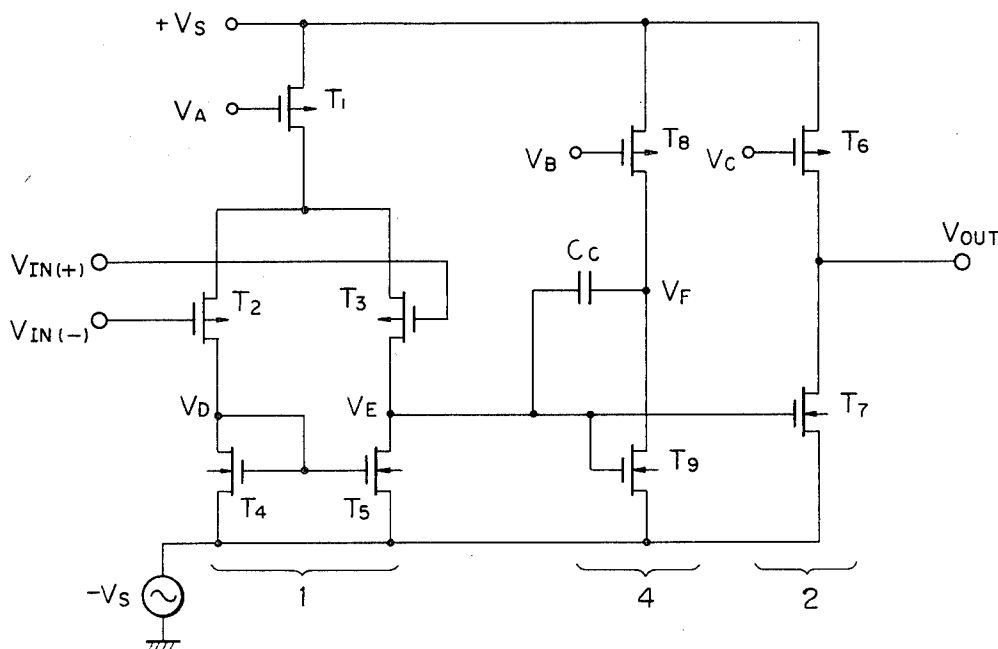 +VS
VA
T1
VB
T8
VC
T6
VOUT
VIN(+)
VIN(-)
T2
T3
CC
VF
VD
VE
T7
T4
T5
T9
-VS
1
4
2